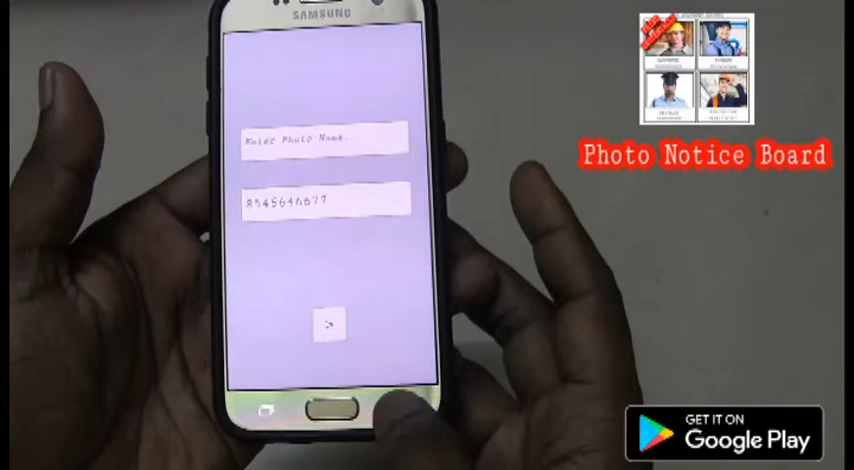 SAMSUNG
Enter Photo Name...
8545646677
Photo Notice Board
GET IT ON
Google Play